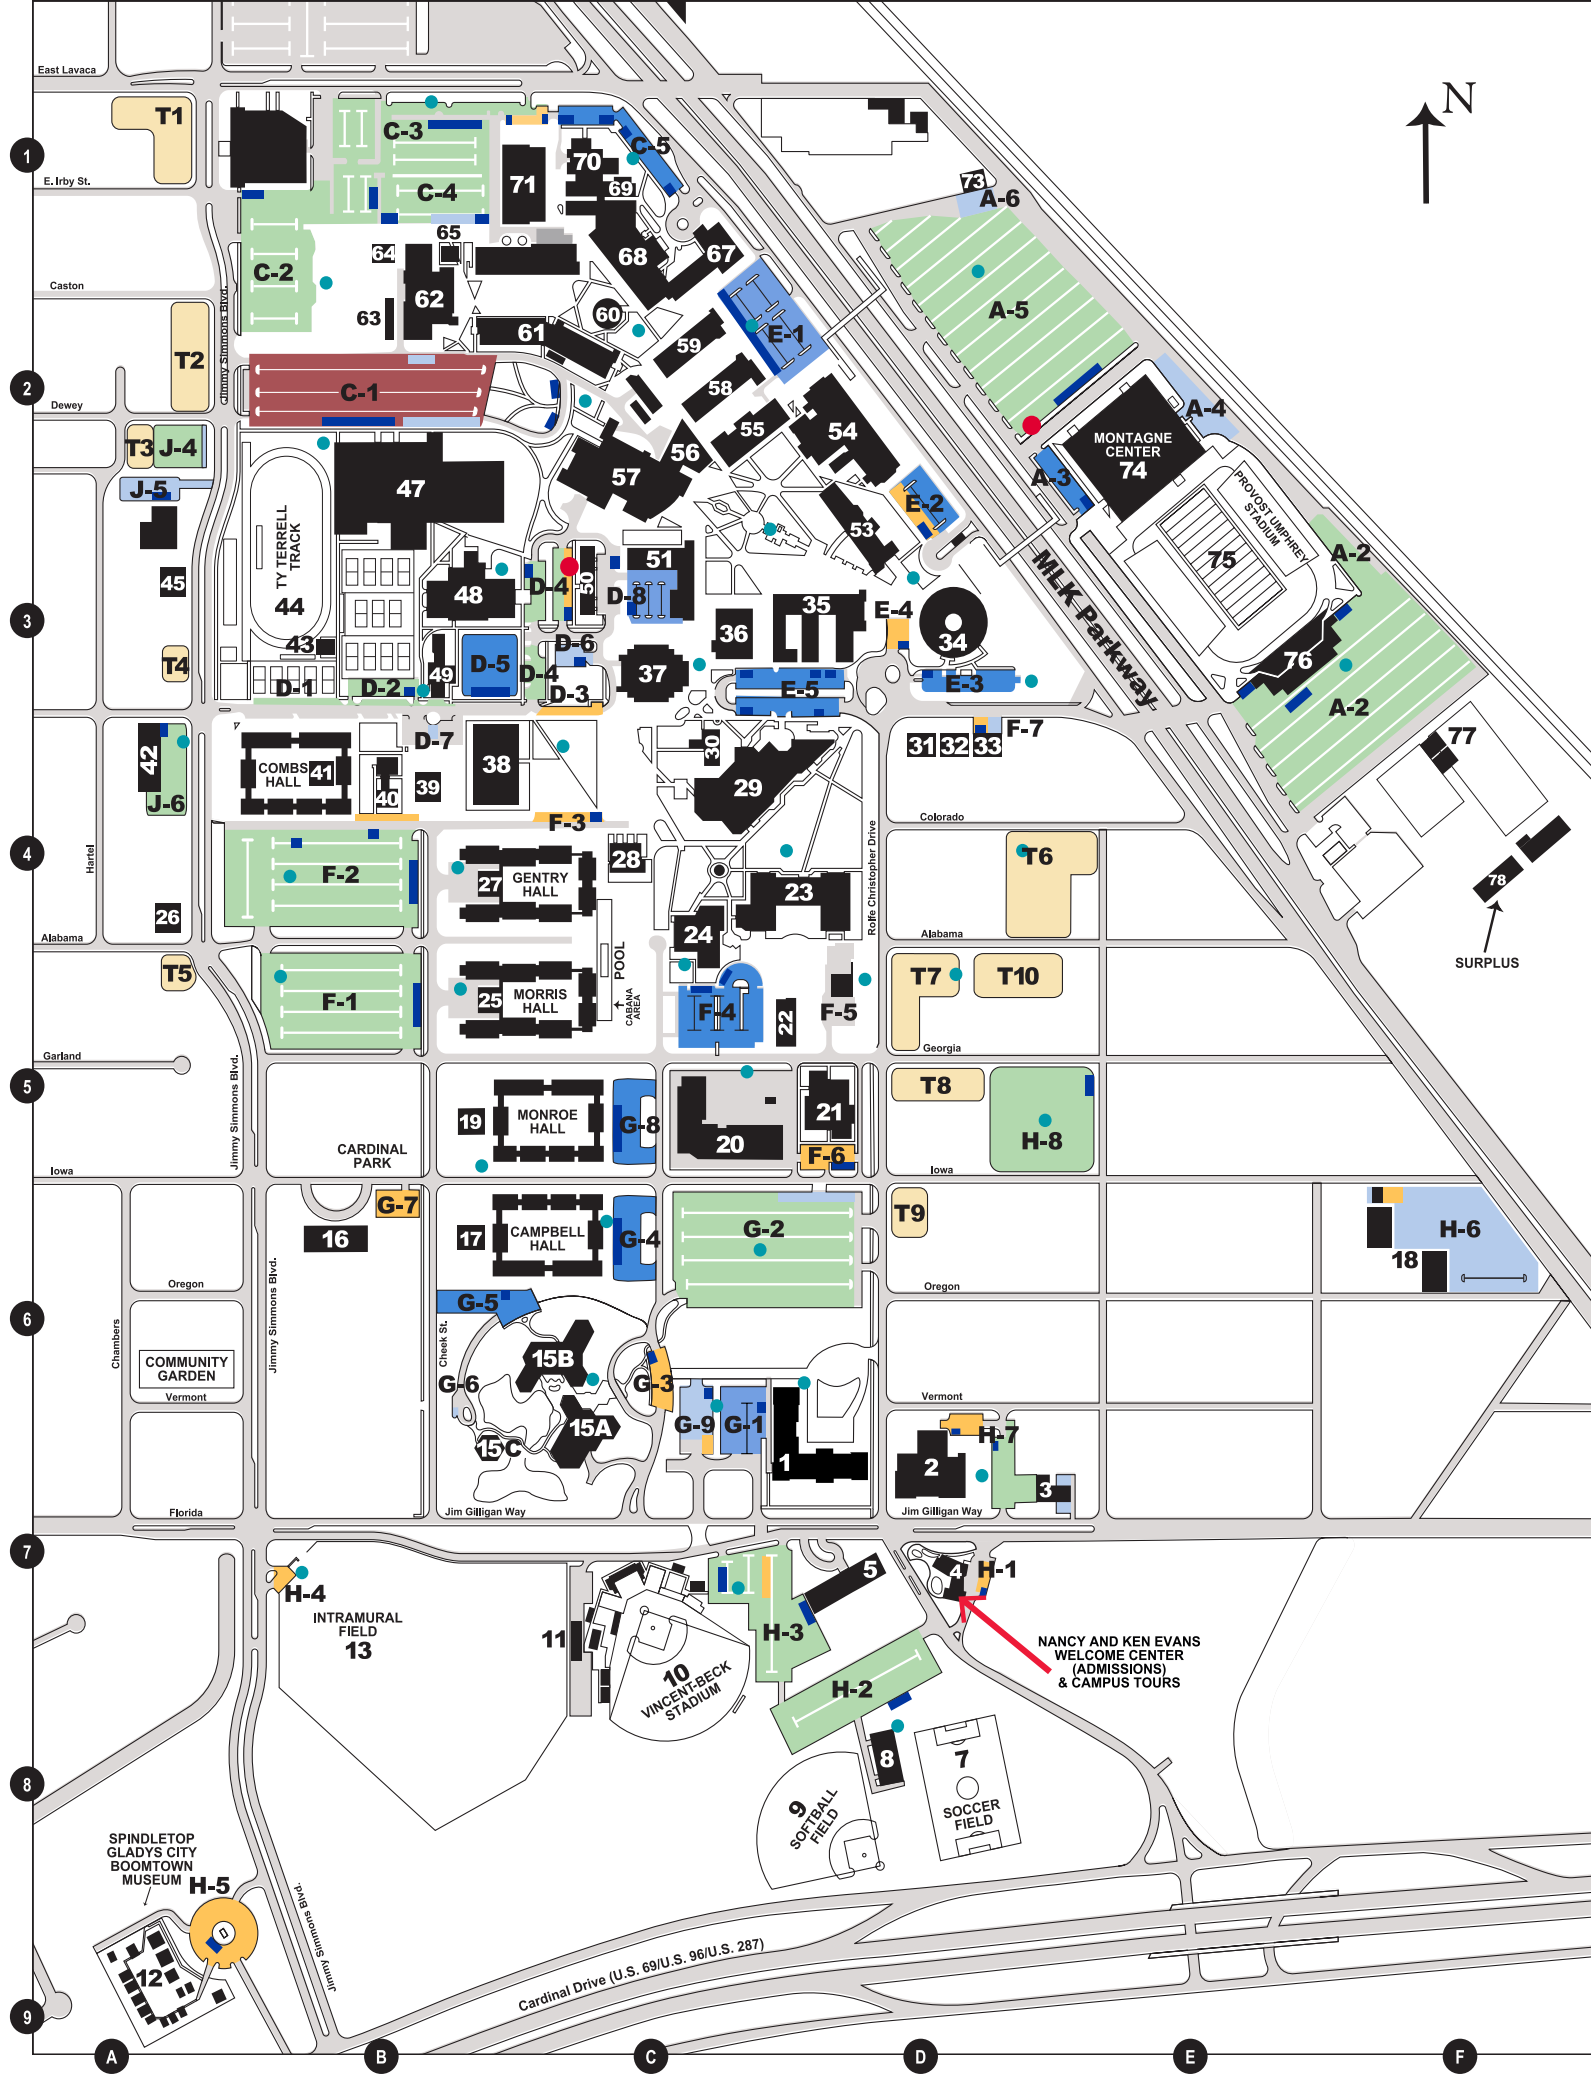 East Lavaca
N
T1
C-3
C-5
1
70
73
E. Irby St.
71
69
A-6
C-4
65
64
68
67
C-2
Caston
62
A-5
63
60
61
E-1
Jimmy Simmons Blvd.
T2
59
2
C-1
58
A-4
Dewey
55
54
T3
J-4
56
MONTAGNE
CENTER
74
57
A-3
J-5
47
E-2
PROVOST UMPHREY
STADIUM
TY TERRELL
TRACK
53
MLK Parkway
75
A-2
51
50
45
D-4
D-8
48
44
35
E-4
3
36
D-6
34
43
76
T4
49
D-5
D-4
37
D-1
D-2
D-3
E-5
E-3
A-2
D-7
F-7
77
42
30
31
32
33
COMBS
HALL
41
38
29
40
39
J-6
F-3
Colorado
4
Hartel
28
T6
F-2
27
GENTRY
HALL
23
78
Rolfe Christopher Drive
26
24
Alabama
Alabama
POOL
SURPLUS
T5
T7
T10
25
MORRIS
HALL
CABANA
AREA
F-1
F-4
22
F-5
Garland
Georgia
Jimmy Simmons Blvd.
5
T8
19
MONROE
HALL
G-8
21
20
H-8
CARDINAL
PARK
F-6
Iowa
Iowa
G-7
T9
16
17
CAMPBELL
HALL
G-4
G-2
H-6
18
Oregon
Oregon
Jimmy Simmons Blvd.
G-5
6
Chambers
Cheek St.
COMMUNITY
GARDEN
15B
G-6
G-3
Vermont
Vermont
15A
G-9
G-1
H-7
15C
1
2
3
Florida
Jim Gilligan Way
Jim Gilligan Way
7
H-4
5
4
H-1
INTRAMURAL
FIELD
13
11
H-3
NANCY AND KEN EVANS
WELCOME CENTER
(ADMISSIONS)
& CAMPUS TOURS
10
VINCENT-BECK
STADIUM
H-2
8
8
7
9
SOFTBALL
FIELD
SOCCER
FIELD
SPINDLETOP
GLADYS CITY
BOOMTOWN
MUSEUM
H-5
Jimmy Simmons Blvd.
12
Cardinal Drive (U.S. 69/U.S. 96/U.S. 287)
9
A
B
C
D
E
F